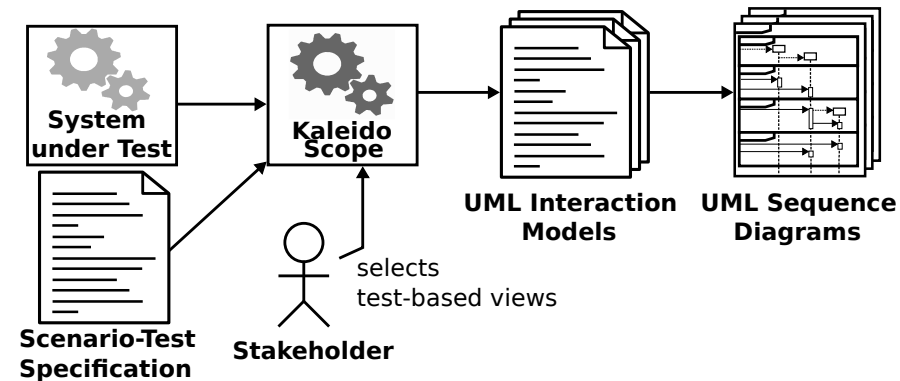 System
under Test
Kaleido
Scope
UML Interaction
Models
UML Sequence
Diagrams
selects
test-based views
Scenario-Test
Specification
Stakeholder